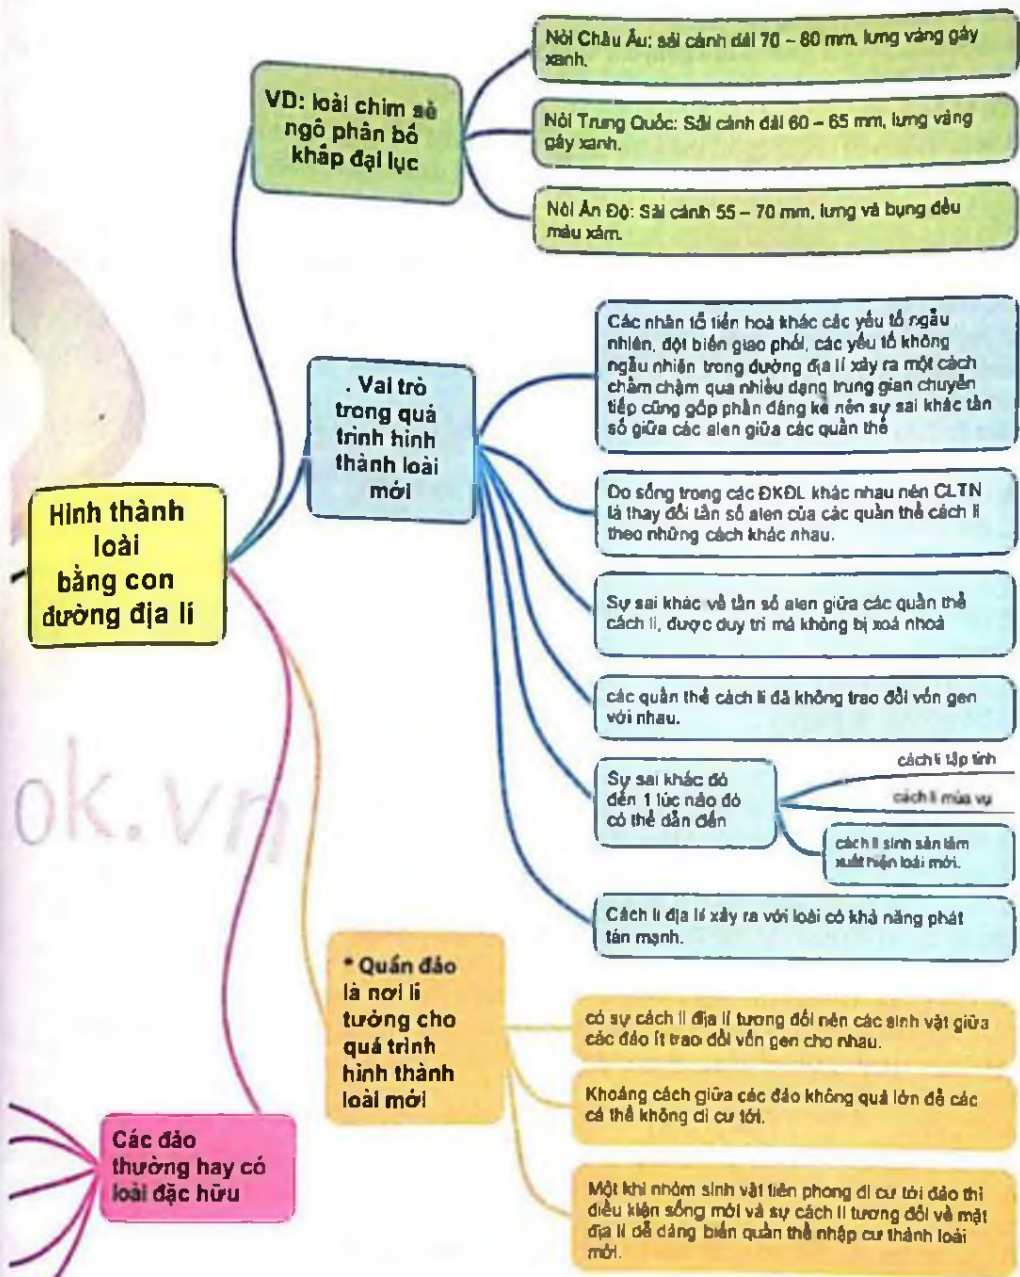 Hình thành
loài
bằng con
đường địa lí
VD: loài chim sẻ
ngô phân bố
khắp đại lục
Nòi Châu Âu: sải cánh dài 70 – 80 mm, lưng vàng gáy
xanh.
Nòi Trung Quốc: Sải cánh dài 60 – 65 mm, lưng vàng
gáy xanh.
Nòi Ấn Độ: Sải cánh 55 – 70 mm, lưng và bụng đều
màu xám.
. Vai trò
trong quá
trình hình
thành loài
mới
Các nhân tố tiến hoá khác các yếu tố ngẫu
nhiên, đột biến giao phối, các yếu tố không
ngẫu nhiên trong đường địa lí xảy ra một cách
chầm chậm qua nhiều dạng trung gian chuyển
tiếp cũng góp phần đáng kể nên sự sai khác tần
số giữa các alen giữa các quần thể
Do sống trong các ĐKĐL khác nhau nên CLTN
là thay đổi tần số alen của các quần thể cách li
theo những cách khác nhau.
Sự sai khác về tần số alen giữa các quần thể
cách li, được duy trì mà không bị xoá nhoà
các quần thể cách li đã không trao đổi vốn gen
với nhau.
Sự sai khác đó
đến 1 lúc nào đó
có thể dẫn đến
cách li tập tính
cách li mùa vụ
cách li sinh sản làm
xuất hiện loài mới.
Cách li địa lí xảy ra với loài có khả năng phát
tán mạnh.
* Quần đảo
là nơi lí
tưởng cho
quá trình
hình thành
loài mới
có sự cách li địa lí tương đối nên các sinh vật giữa
các đảo ít trao đổi vốn gen cho nhau.
Khoảng cách giữa các đảo không quá lớn để các
cá thể không di cư tới.
Một khi nhóm sinh vật tiên phong di cư tới đảo thì
điều kiện sống mới và sự cách li tương đối về mặt
địa lí dễ dàng biến quần thể nhập cư thành loài
mới.
Các đảo
thường hay có
loài đặc hữu
ok.vn